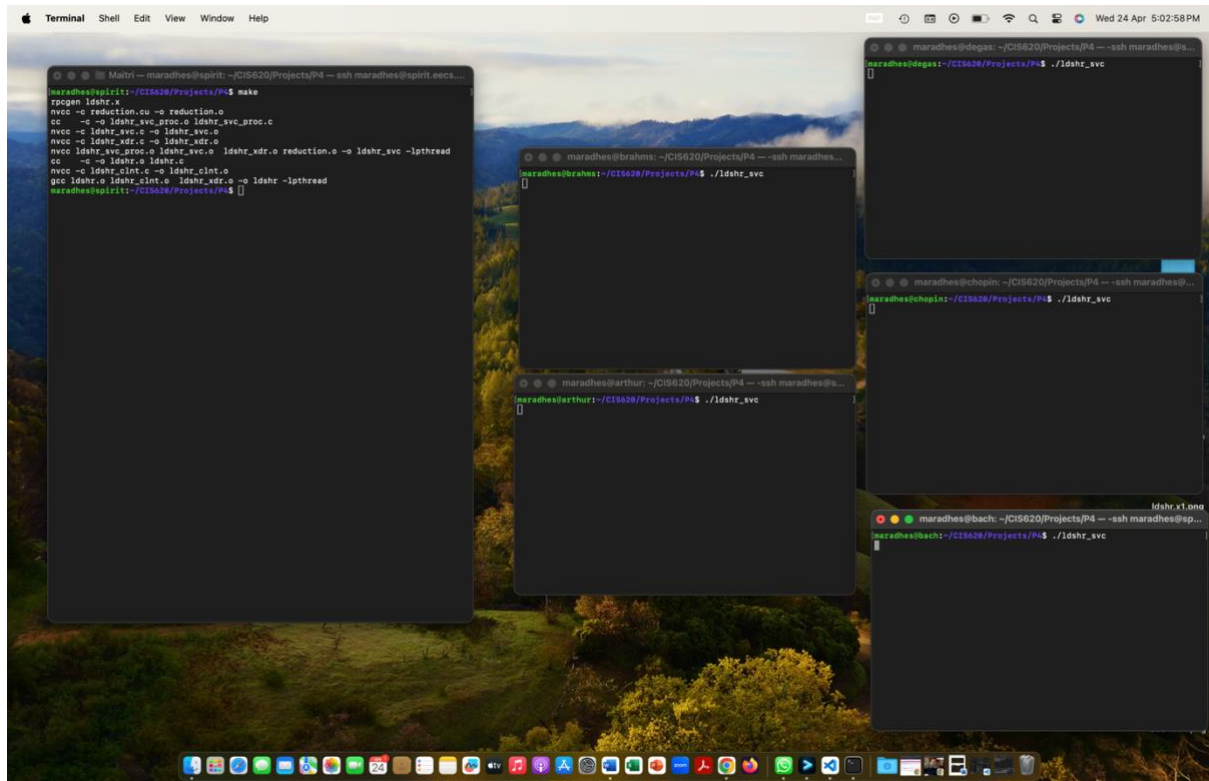 Terminal Shell Edit View Window Help
Wed 24 Apr 5:02:58 PM
Maitri — maradhes@spirit: ~/CIS620/Projects/P4 — ssh maradhes@spirit.eecs....
maradhes@spirit:~/CIS620/Projects/P4$ make
rpcgen ldshr.x
nvcc -c reduction.cu -o reduction.o
cc -c -o ldshr_svc_proc.o ldshr_svc_proc.c
nvcc -c ldshr_svc.c -o ldshr_svc.o
nvcc -c ldshr_xdr.c -o ldshr_xdr.o
nvcc ldshr_svc_proc.o ldshr_svc.o ldshr_xdr.o reduction.o -o ldshr_svc -lpthread
cc -c -o ldshr.o ldshr.c
nvcc -c ldshr_clnt.c -o ldshr_clnt.o
gcc ldshr.o ldshr_clnt.o ldshr_xdr.o -o ldshr -lpthread
maradhes@spirit:~/CIS620/Projects/P4$
maradhes@brahms: ~/CIS620/Projects/P4 — -ssh maradhes...
maradhes@brahms:~/CIS620/Projects/P4$ ./ldshr_svc
maradhes@arthur: ~/CIS620/Projects/P4 — -ssh maradhes@s...
maradhes@arthur:~/CIS620/Projects/P4$ ./ldshr_svc
maradhes@degas: ~/CIS620/Projects/P4 — -ssh maradhes@s...
maradhes@degas:~/CIS620/Projects/P4$ ./ldshr_svc
maradhes@chopin: ~/CIS620/Projects/P4 — -ssh maradhes@...
maradhes@chopin:~/CIS620/Projects/P4$ ./ldshr_svc
ldshr.x1.png
maradhes@bach: ~/CIS620/Projects/P4 — -ssh maradhes@sp...
maradhes@bach:~/CIS620/Projects/P4$ ./ldshr_svc
24
tv
zoom